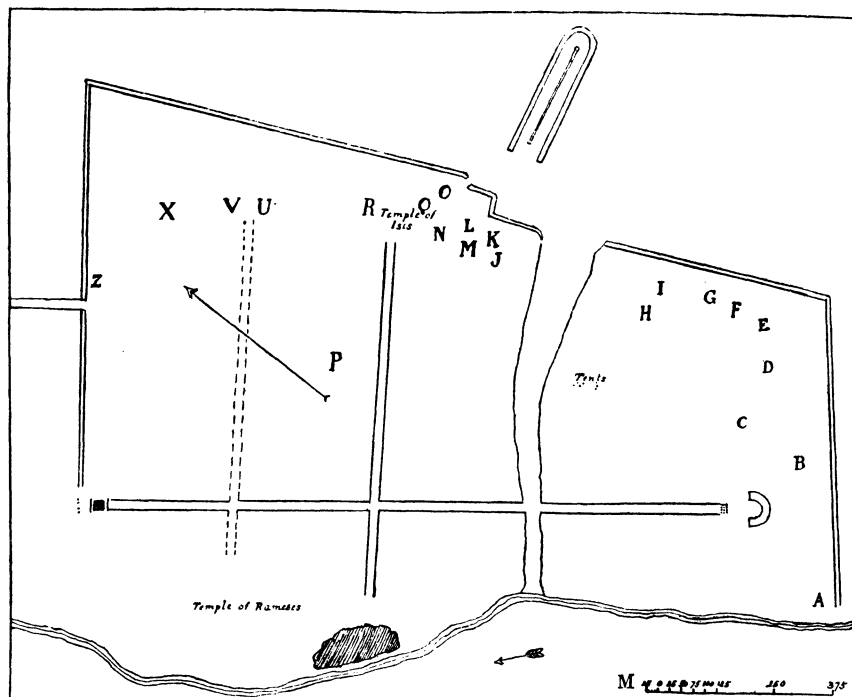 O
X V U R Temple of Isis Q L
N M K
J
Z
I G F E
H
P
D
Tents
C
B
A
Temple of Rameses
M 250 375